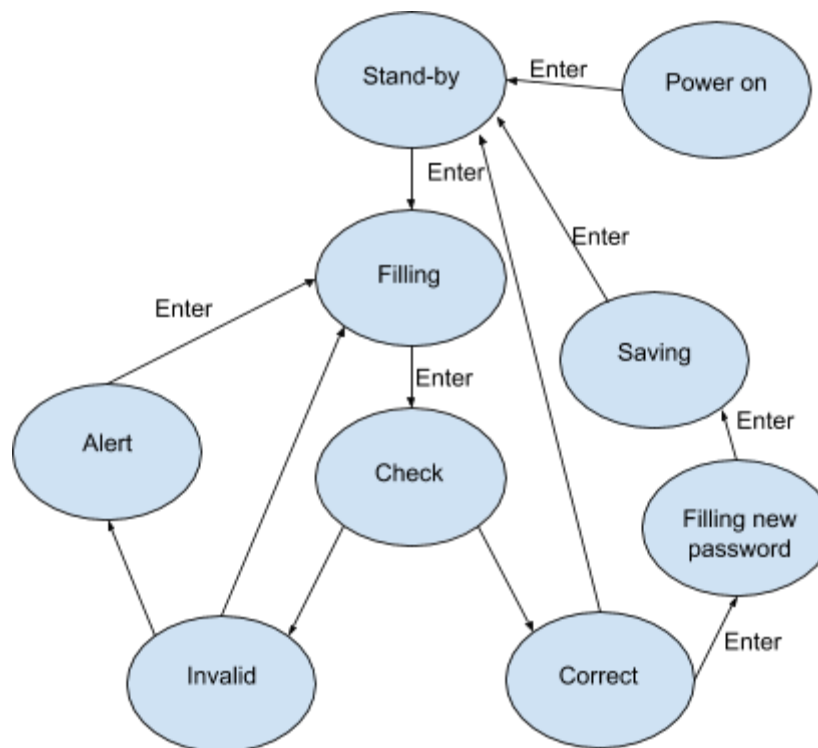 Stand-by
Enter
Power on
Enter
Filling
Enter
Enter
Saving
Enter
Alert
Check
Enter
Filling new
password
Invalid
Correct
Enter